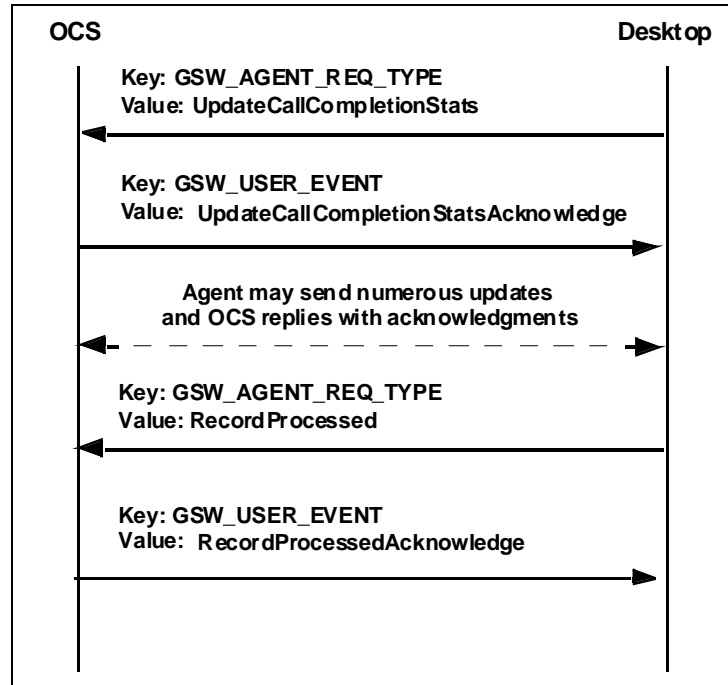 OCS Desktop
Key: GSW_AGENT_REQ_TYPE
Value: UpdateCallCompletionStats
Key: GSW_USER_EVENT
Value: UpdateCallCompletionStatsAcknowledge
Agent may send numerous updates
and OCS replies with acknowledgments
Key: GSW_AGENT_REQ_TYPE
Value: RecordProcessed
Key: GSW_USER_EVENT
Value: RecordProcessedAcknowledge